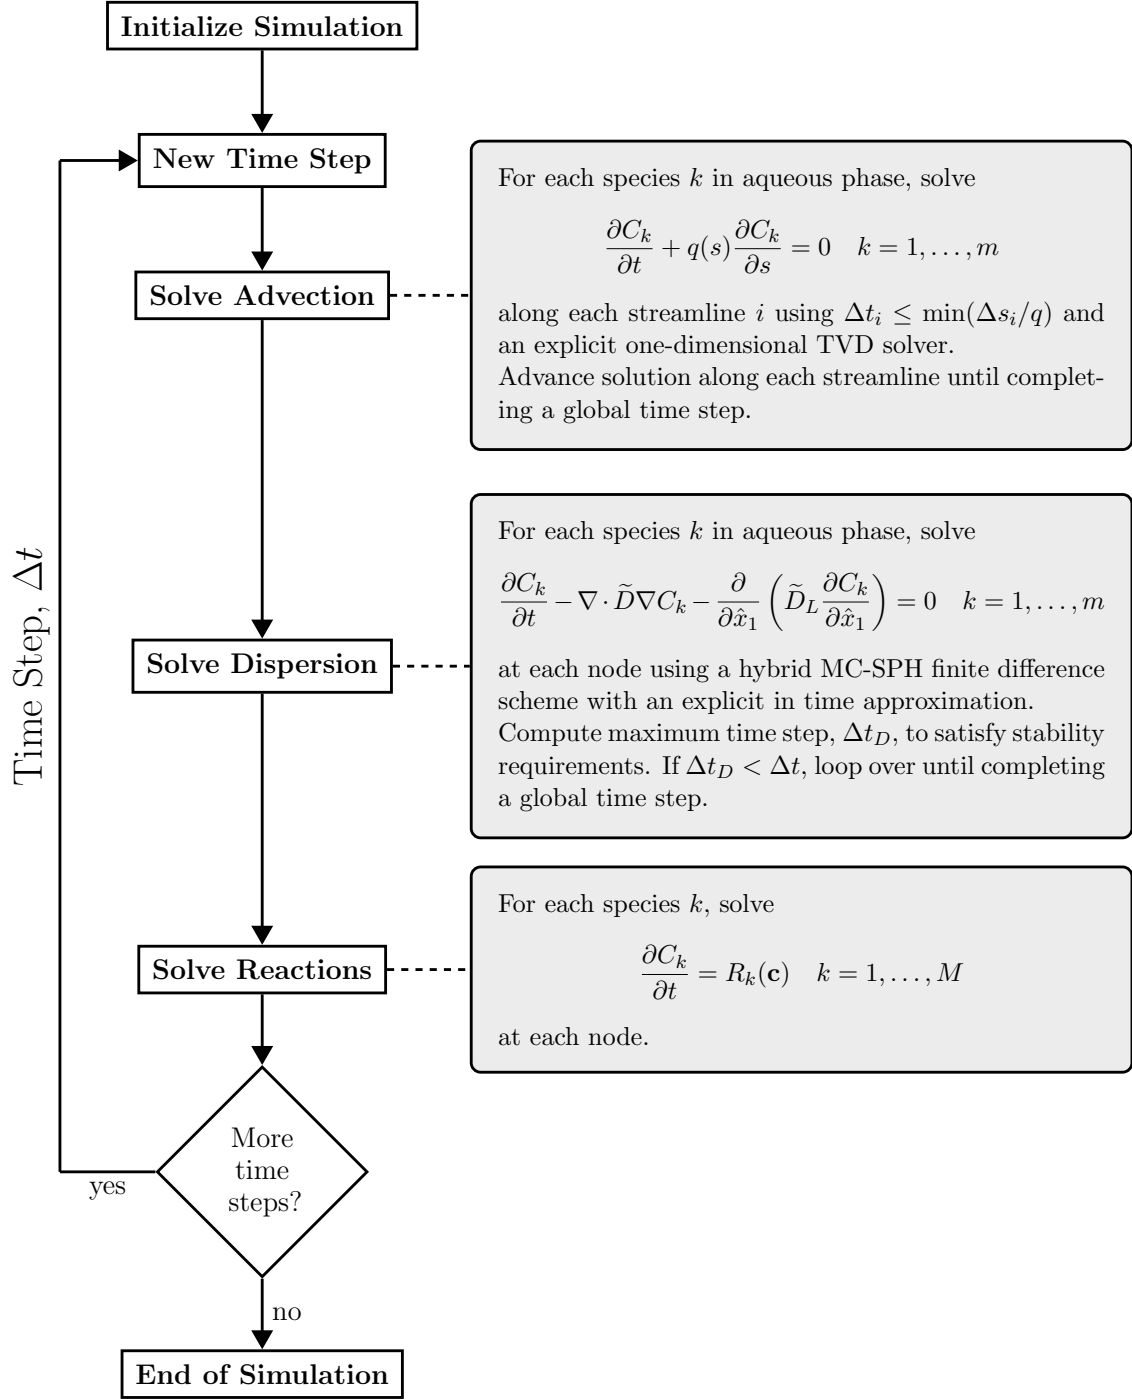 Initialize Simulation
New Time Step
Solve Advection
For each species k in aqueous phase, solve
∂C_k/∂t + q(s) ∂C_k/∂s = 0 k = 1, . . . , m
along each streamline i using Δt_i ≤ min(Δs_i/q) and
an explicit one-dimensional TVD solver.
Advance solution along each streamline until complet-
ing a global time step.
Solve Dispersion
For each species k in aqueous phase, solve
∂C_k/∂t − ∇ · D̃∇C_k − ∂/∂x̂_1 (D̃_L ∂C_k/∂x̂_1) = 0 k = 1, . . . , m
at each node using a hybrid MC-SPH finite difference
scheme with an explicit in time approximation.
Compute maximum time step, Δt_D, to satisfy stability
requirements. If Δt_D < Δt, loop over until completing
a global time step.
Solve Reactions
For each species k, solve
∂C_k/∂t = R_k(c) k = 1, . . . , M
at each node.
More
time
steps?
yes
no
End of Simulation
Time Step, Δt